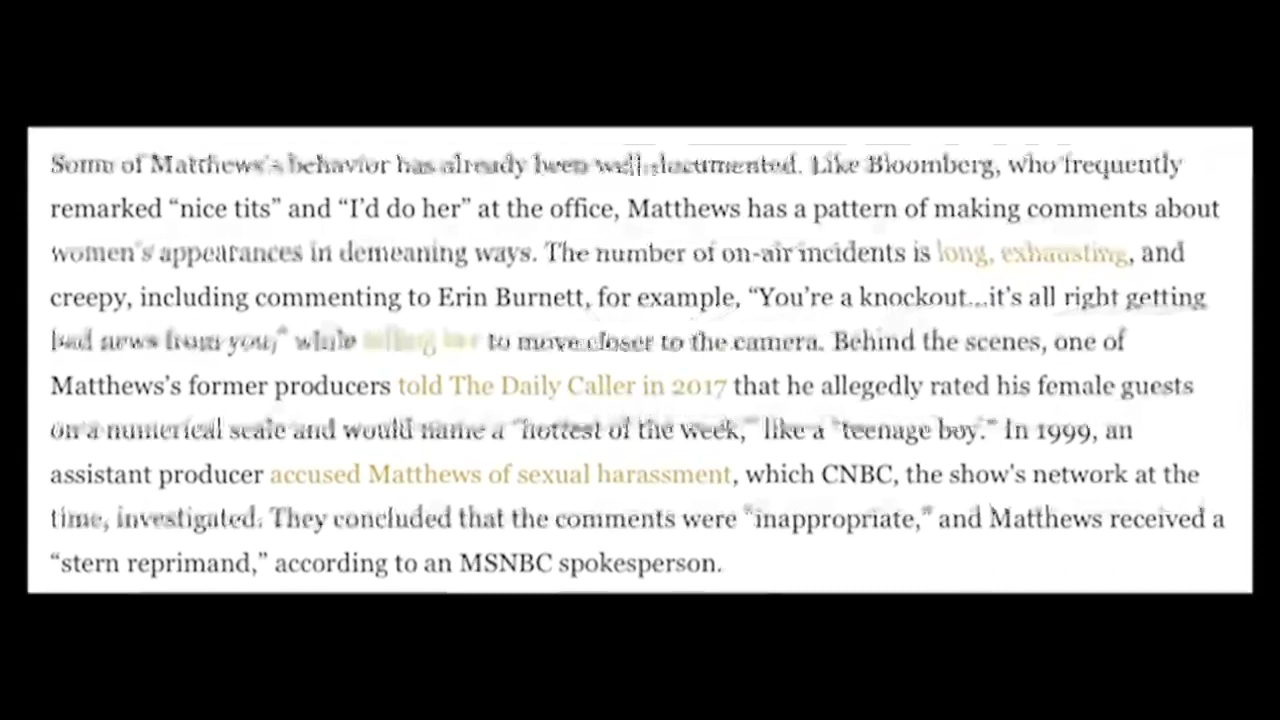 Some of Matthews's behavior has already been well-documented. Like Bloomberg, who frequently
remarked “nice tits” and “I’d do her” at the office, Matthews has a pattern of making comments about
women’s appearances in demeaning ways. The number of on-air incidents is long, exhausting, and
creepy, including commenting to Erin Burnett, for example, “You’re a knockout...it’s all right getting
bad news from you,” while telling her to move closer to the camera. Behind the scenes, one of
Matthews’s former producers told The Daily Caller in 2017 that he allegedly rated his female guests
on a numerical scale and would name a “hottest of the week,” like a “teenage boy.” In 1999, an
assistant producer accused Matthews of sexual harassment, which CNBC, the show’s network at the
time, investigated. They concluded that the comments were “inappropriate,” and Matthews received a
“stern reprimand,” according to an MSNBC spokesperson.